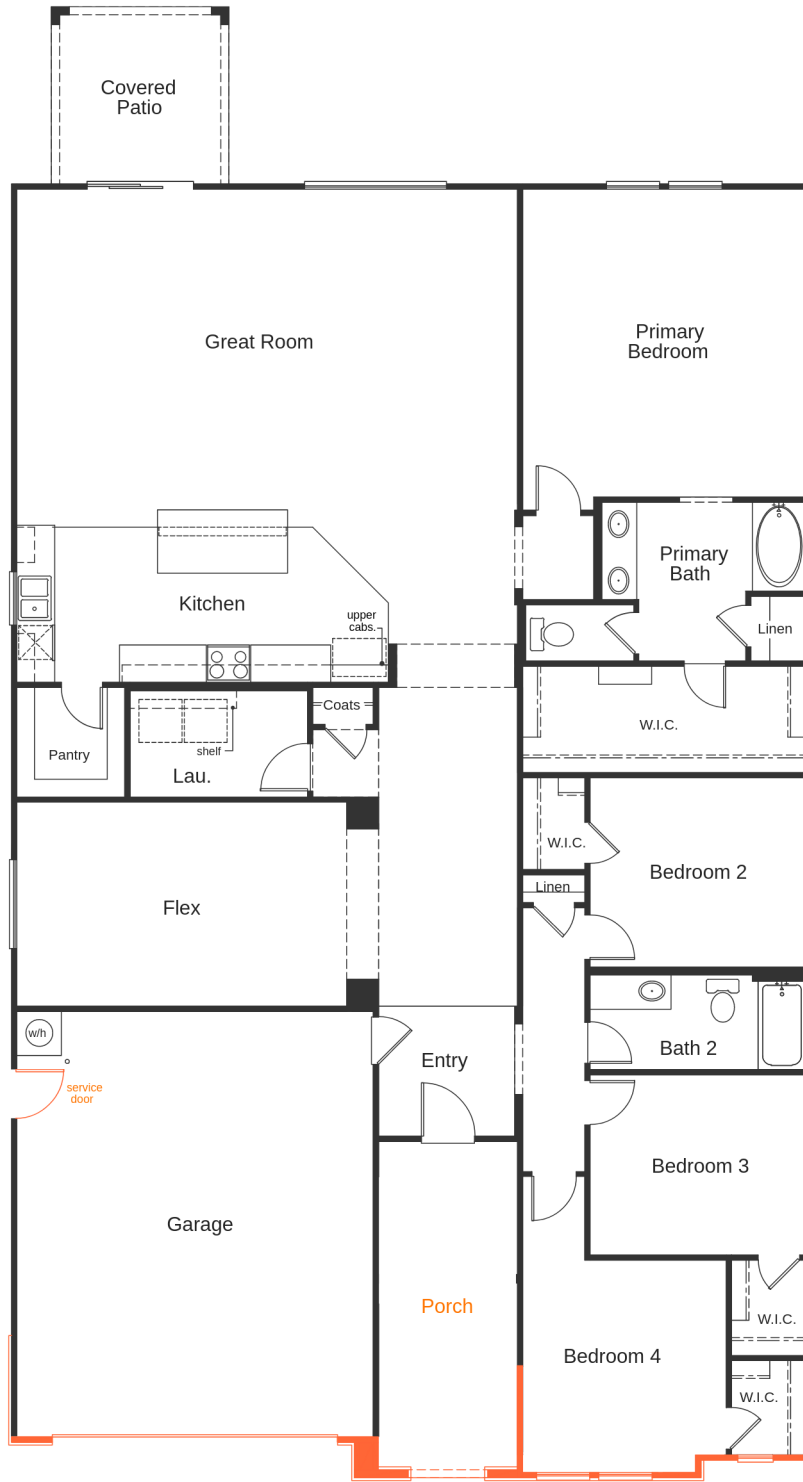 Covered
Patio
Great Room
Primary
Bedroom
Primary
Bath
Kitchen
upper
cabs.
Linen
Coats
W.I.C.
shelf
Pantry
Lau.
W.I.C.
Bedroom 2
Linen
Flex
w/h
Entry
Bath 2
service
door
Bedroom 3
Garage
Porch
W.I.C.
Bedroom 4
W.I.C.